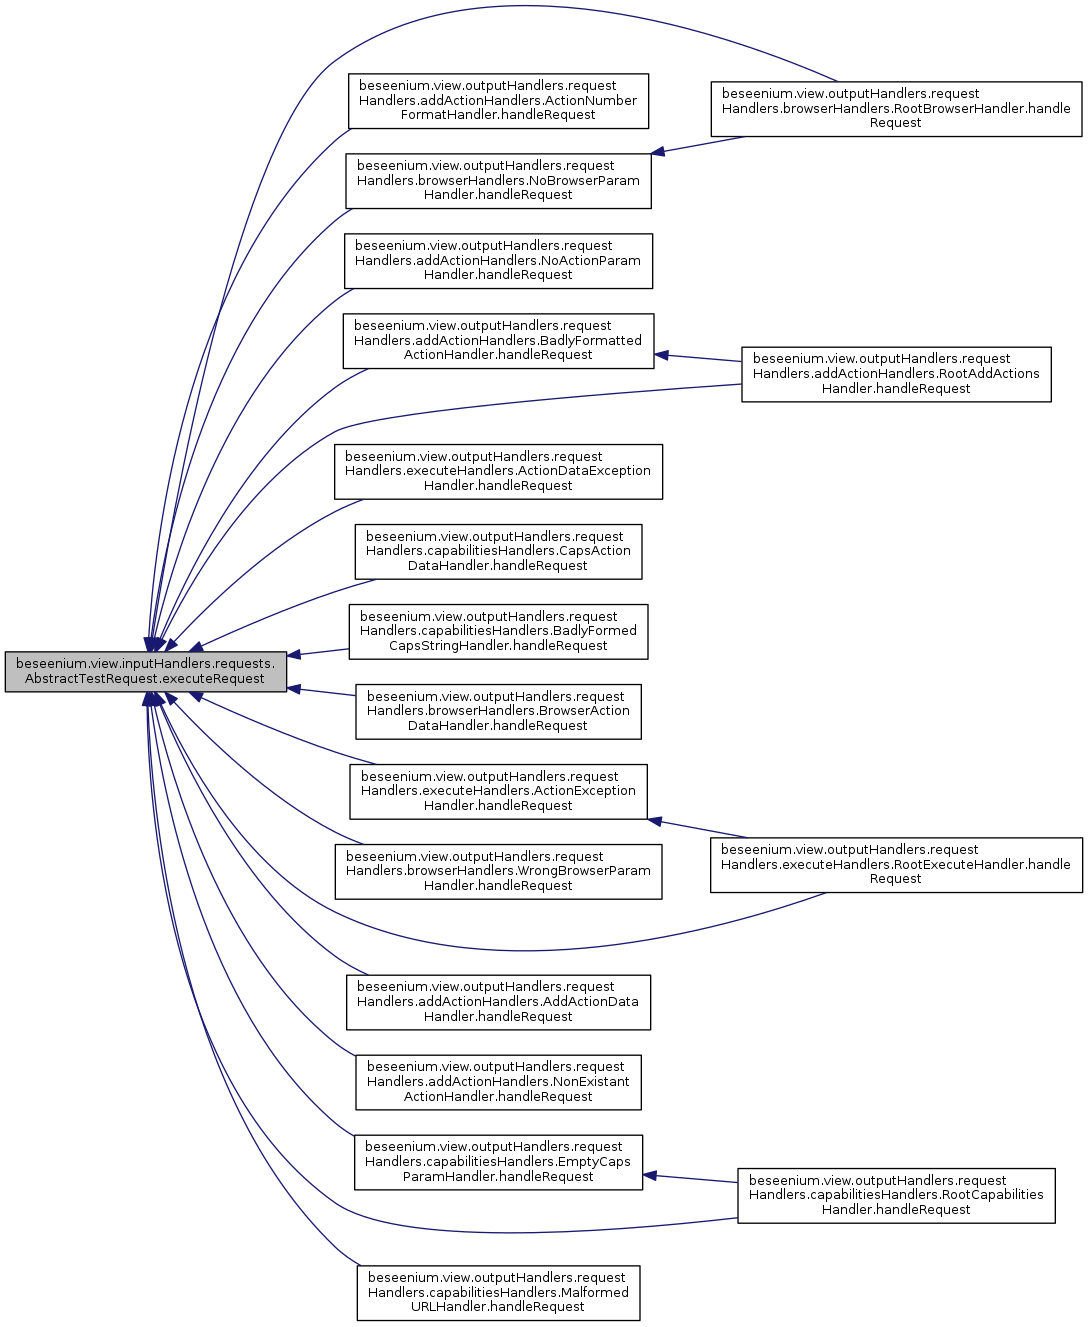 beseenium.view.inputHandlers.requests.
AbstractTestRequest.executeRequest
beseenium.view.outputHandlers.request
Handlers.addActionHandlers.ActionNumber
FormatHandler.handleRequest
beseenium.view.outputHandlers.request
Handlers.browserHandlers.NoBrowserParam
Handler.handleRequest
beseenium.view.outputHandlers.request
Handlers.browserHandlers.RootBrowserHandler.handle
Request
beseenium.view.outputHandlers.request
Handlers.addActionHandlers.NoActionParam
Handler.handleRequest
beseenium.view.outputHandlers.request
Handlers.addActionHandlers.BadlyFormatted
ActionHandler.handleRequest
beseenium.view.outputHandlers.request
Handlers.addActionHandlers.RootAddActions
Handler.handleRequest
beseenium.view.outputHandlers.request
Handlers.executeHandlers.ActionDataException
Handler.handleRequest
beseenium.view.outputHandlers.request
Handlers.capabilitiesHandlers.CapsAction
DataHandler.handleRequest
beseenium.view.outputHandlers.request
Handlers.capabilitiesHandlers.BadlyFormed
CapsStringHandler.handleRequest
beseenium.view.outputHandlers.request
Handlers.browserHandlers.BrowserAction
DataHandler.handleRequest
beseenium.view.outputHandlers.request
Handlers.executeHandlers.ActionException
Handler.handleRequest
beseenium.view.outputHandlers.request
Handlers.executeHandlers.RootExecuteHandler.handle
Request
beseenium.view.outputHandlers.request
Handlers.browserHandlers.WrongBrowserParam
Handler.handleRequest
beseenium.view.outputHandlers.request
Handlers.addActionHandlers.AddActionData
Handler.handleRequest
beseenium.view.outputHandlers.request
Handlers.addActionHandlers.NonExistant
ActionHandler.handleRequest
beseenium.view.outputHandlers.request
Handlers.capabilitiesHandlers.EmptyCaps
ParamHandler.handleRequest
beseenium.view.outputHandlers.request
Handlers.capabilitiesHandlers.RootCapabilities
Handler.handleRequest
beseenium.view.outputHandlers.request
Handlers.capabilitiesHandlers.Malformed
URLHandler.handleRequest